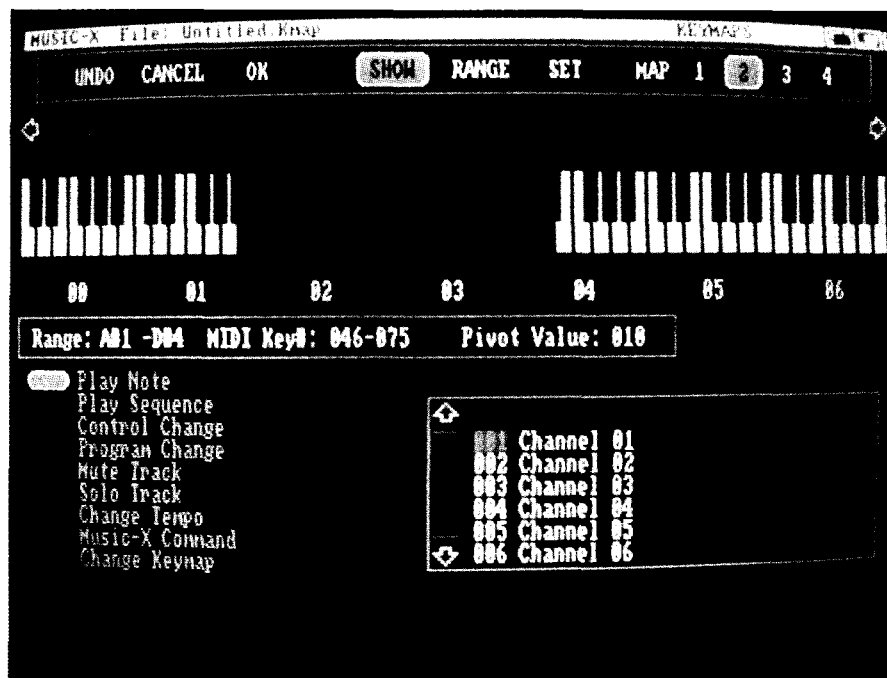 MUSIC-X File: Untitled.Kmap KEYMAPS
UNDO CANCEL OK SHOW RANGE SET MAP 1 2 3 4
00 01 02 03 04 05 06
Range: A#1 -D#4 MIDI Key#: 046-075 Pivot Value: 010
Play Note
Play Sequence
Control Change
Program Change
Mute Track
Solo Track
Change Tempo
Music-X Command
Change Keymap
001 Channel 01
002 Channel 02
003 Channel 03
004 Channel 04
005 Channel 05
006 Channel 06